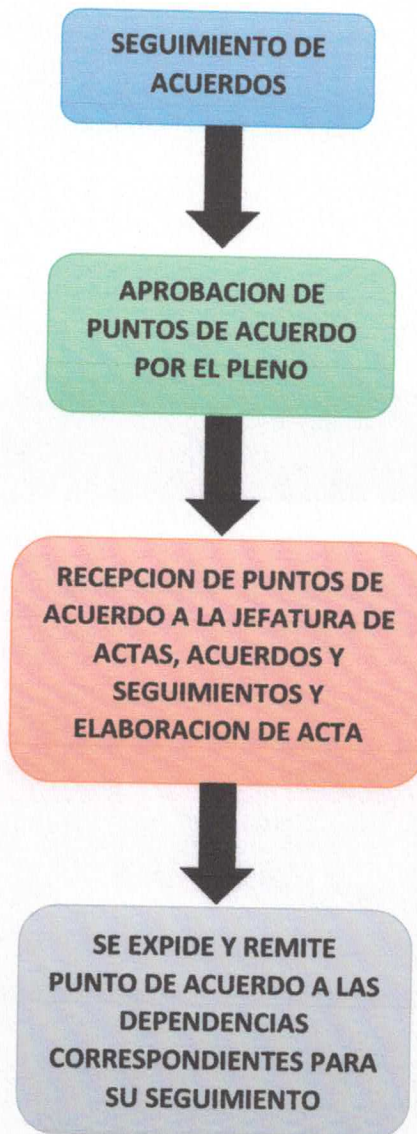 SEGUIMIENTO DE
ACUERDOS
APROBACION DE
PUNTOS DE ACUERDO
POR EL PLENO
RECEPCION DE PUNTOS DE
ACUERDO A LA JEFATURA DE
ACTAS, ACUERDOS Y
SEGUIMIENTOS Y
ELABORACION DE ACTA
SE EXPIDE Y REMITE
PUNTO DE ACUERDO A LAS
DEPENDENCIAS
CORRESPONDIENTES PARA
SU SEGUIMIENTO